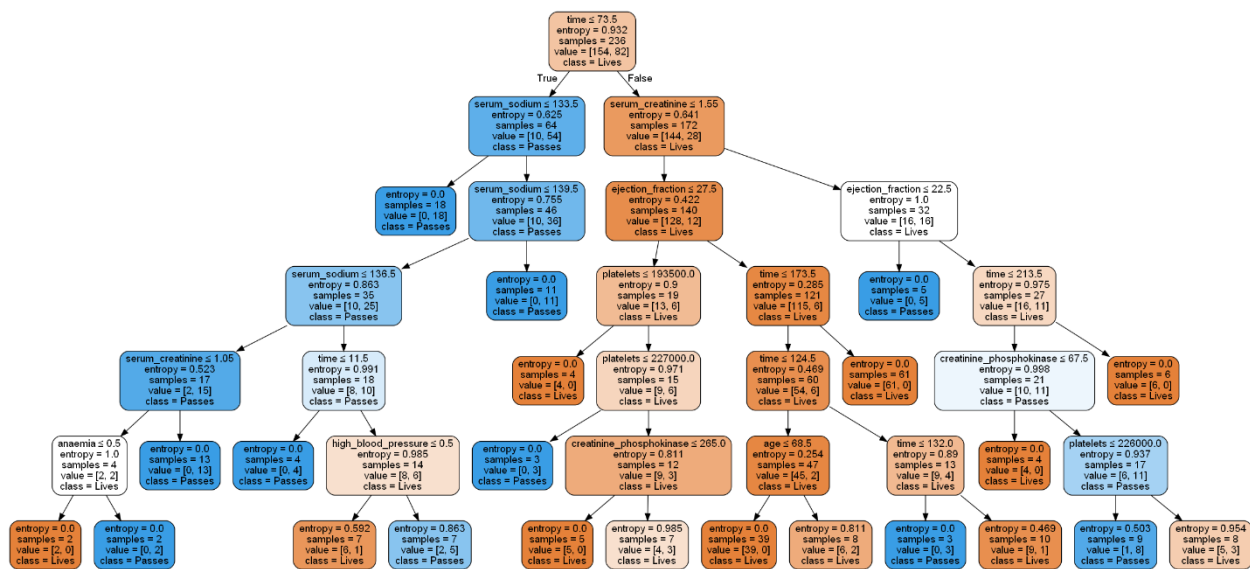 time ≤ 73.5
entropy = 0.932
samples = 236
value = [154, 82]
class = Lives
True
False
serum_sodium ≤ 133.5
entropy = 0.625
samples = 64
value = [10, 54]
class = Passes
serum_creatinine ≤ 1.55
entropy = 0.641
samples = 172
value = [144, 28]
class = Lives
entropy = 0.0
samples = 18
value = [0, 18]
class = Passes
serum_sodium ≤ 139.5
entropy = 0.755
samples = 46
value = [10, 36]
class = Passes
ejection_fraction ≤ 27.5
entropy = 0.422
samples = 140
value = [128, 12]
class = Lives
ejection_fraction ≤ 22.5
entropy = 1.0
samples = 32
value = [16, 16]
class = Lives
serum_sodium ≤ 136.5
entropy = 0.863
samples = 35
value = [10, 25]
class = Passes
entropy = 0.0
samples = 11
value = [0, 11]
class = Passes
platelets ≤ 193500.0
entropy = 0.9
samples = 19
value = [13, 6]
class = Lives
time ≤ 173.5
entropy = 0.285
samples = 121
value = [115, 6]
class = Lives
entropy = 0.0
samples = 5
value = [0, 5]
class = Passes
time ≤ 213.5
entropy = 0.975
samples = 27
value = [16, 11]
class = Lives
serum_creatinine ≤ 1.05
entropy = 0.523
samples = 17
value = [2, 15]
class = Passes
time ≤ 11.5
entropy = 0.991
samples = 18
value = [8, 10]
class = Passes
entropy = 0.0
samples = 4
value = [4, 0]
class = Lives
platelets ≤ 227000.0
entropy = 0.971
samples = 15
value = [9, 6]
class = Lives
time ≤ 124.5
entropy = 0.469
samples = 60
value = [54, 6]
class = Lives
entropy = 0.0
samples = 61
value = [61, 0]
class = Lives
creatinine_phosphokinase ≤ 67.5
entropy = 0.998
samples = 21
value = [10, 11]
class = Passes
entropy = 0.0
samples = 6
value = [6, 0]
class = Lives
anaemia ≤ 0.5
entropy = 1.0
samples = 4
value = [2, 2]
class = Lives
entropy = 0.0
samples = 13
value = [0, 13]
class = Passes
entropy = 0.0
samples = 4
value = [0, 4]
class = Passes
high_blood_pressure ≤ 0.5
entropy = 0.985
samples = 14
value = [8, 6]
class = Lives
entropy = 0.0
samples = 3
value = [0, 3]
class = Passes
creatinine_phosphokinase ≤ 265.0
entropy = 0.811
samples = 12
value = [9, 3]
class = Lives
age ≤ 68.5
entropy = 0.254
samples = 47
value = [45, 2]
class = Lives
time ≤ 132.0
entropy = 0.89
samples = 13
value = [9, 4]
class = Lives
entropy = 0.0
samples = 4
value = [4, 0]
class = Lives
platelets ≤ 226000.0
entropy = 0.937
samples = 17
value = [6, 11]
class = Passes
entropy = 0.0
samples = 2
value = [2, 0]
class = Lives
entropy = 0.0
samples = 2
value = [0, 2]
class = Passes
entropy = 0.592
samples = 7
value = [6, 1]
class = Lives
entropy = 0.863
samples = 7
value = [2, 5]
class = Passes
entropy = 0.0
samples = 5
value = [5, 0]
class = Lives
entropy = 0.985
samples = 7
value = [4, 3]
class = Lives
entropy = 0.0
samples = 39
value = [39, 0]
class = Lives
entropy = 0.811
samples = 8
value = [6, 2]
class = Lives
entropy = 0.0
samples = 3
value = [0, 3]
class = Passes
entropy = 0.469
samples = 10
value = [9, 1]
class = Lives
entropy = 0.503
samples = 9
value = [1, 8]
class = Passes
entropy = 0.954
samples = 8
value = [5, 3]
class = Lives